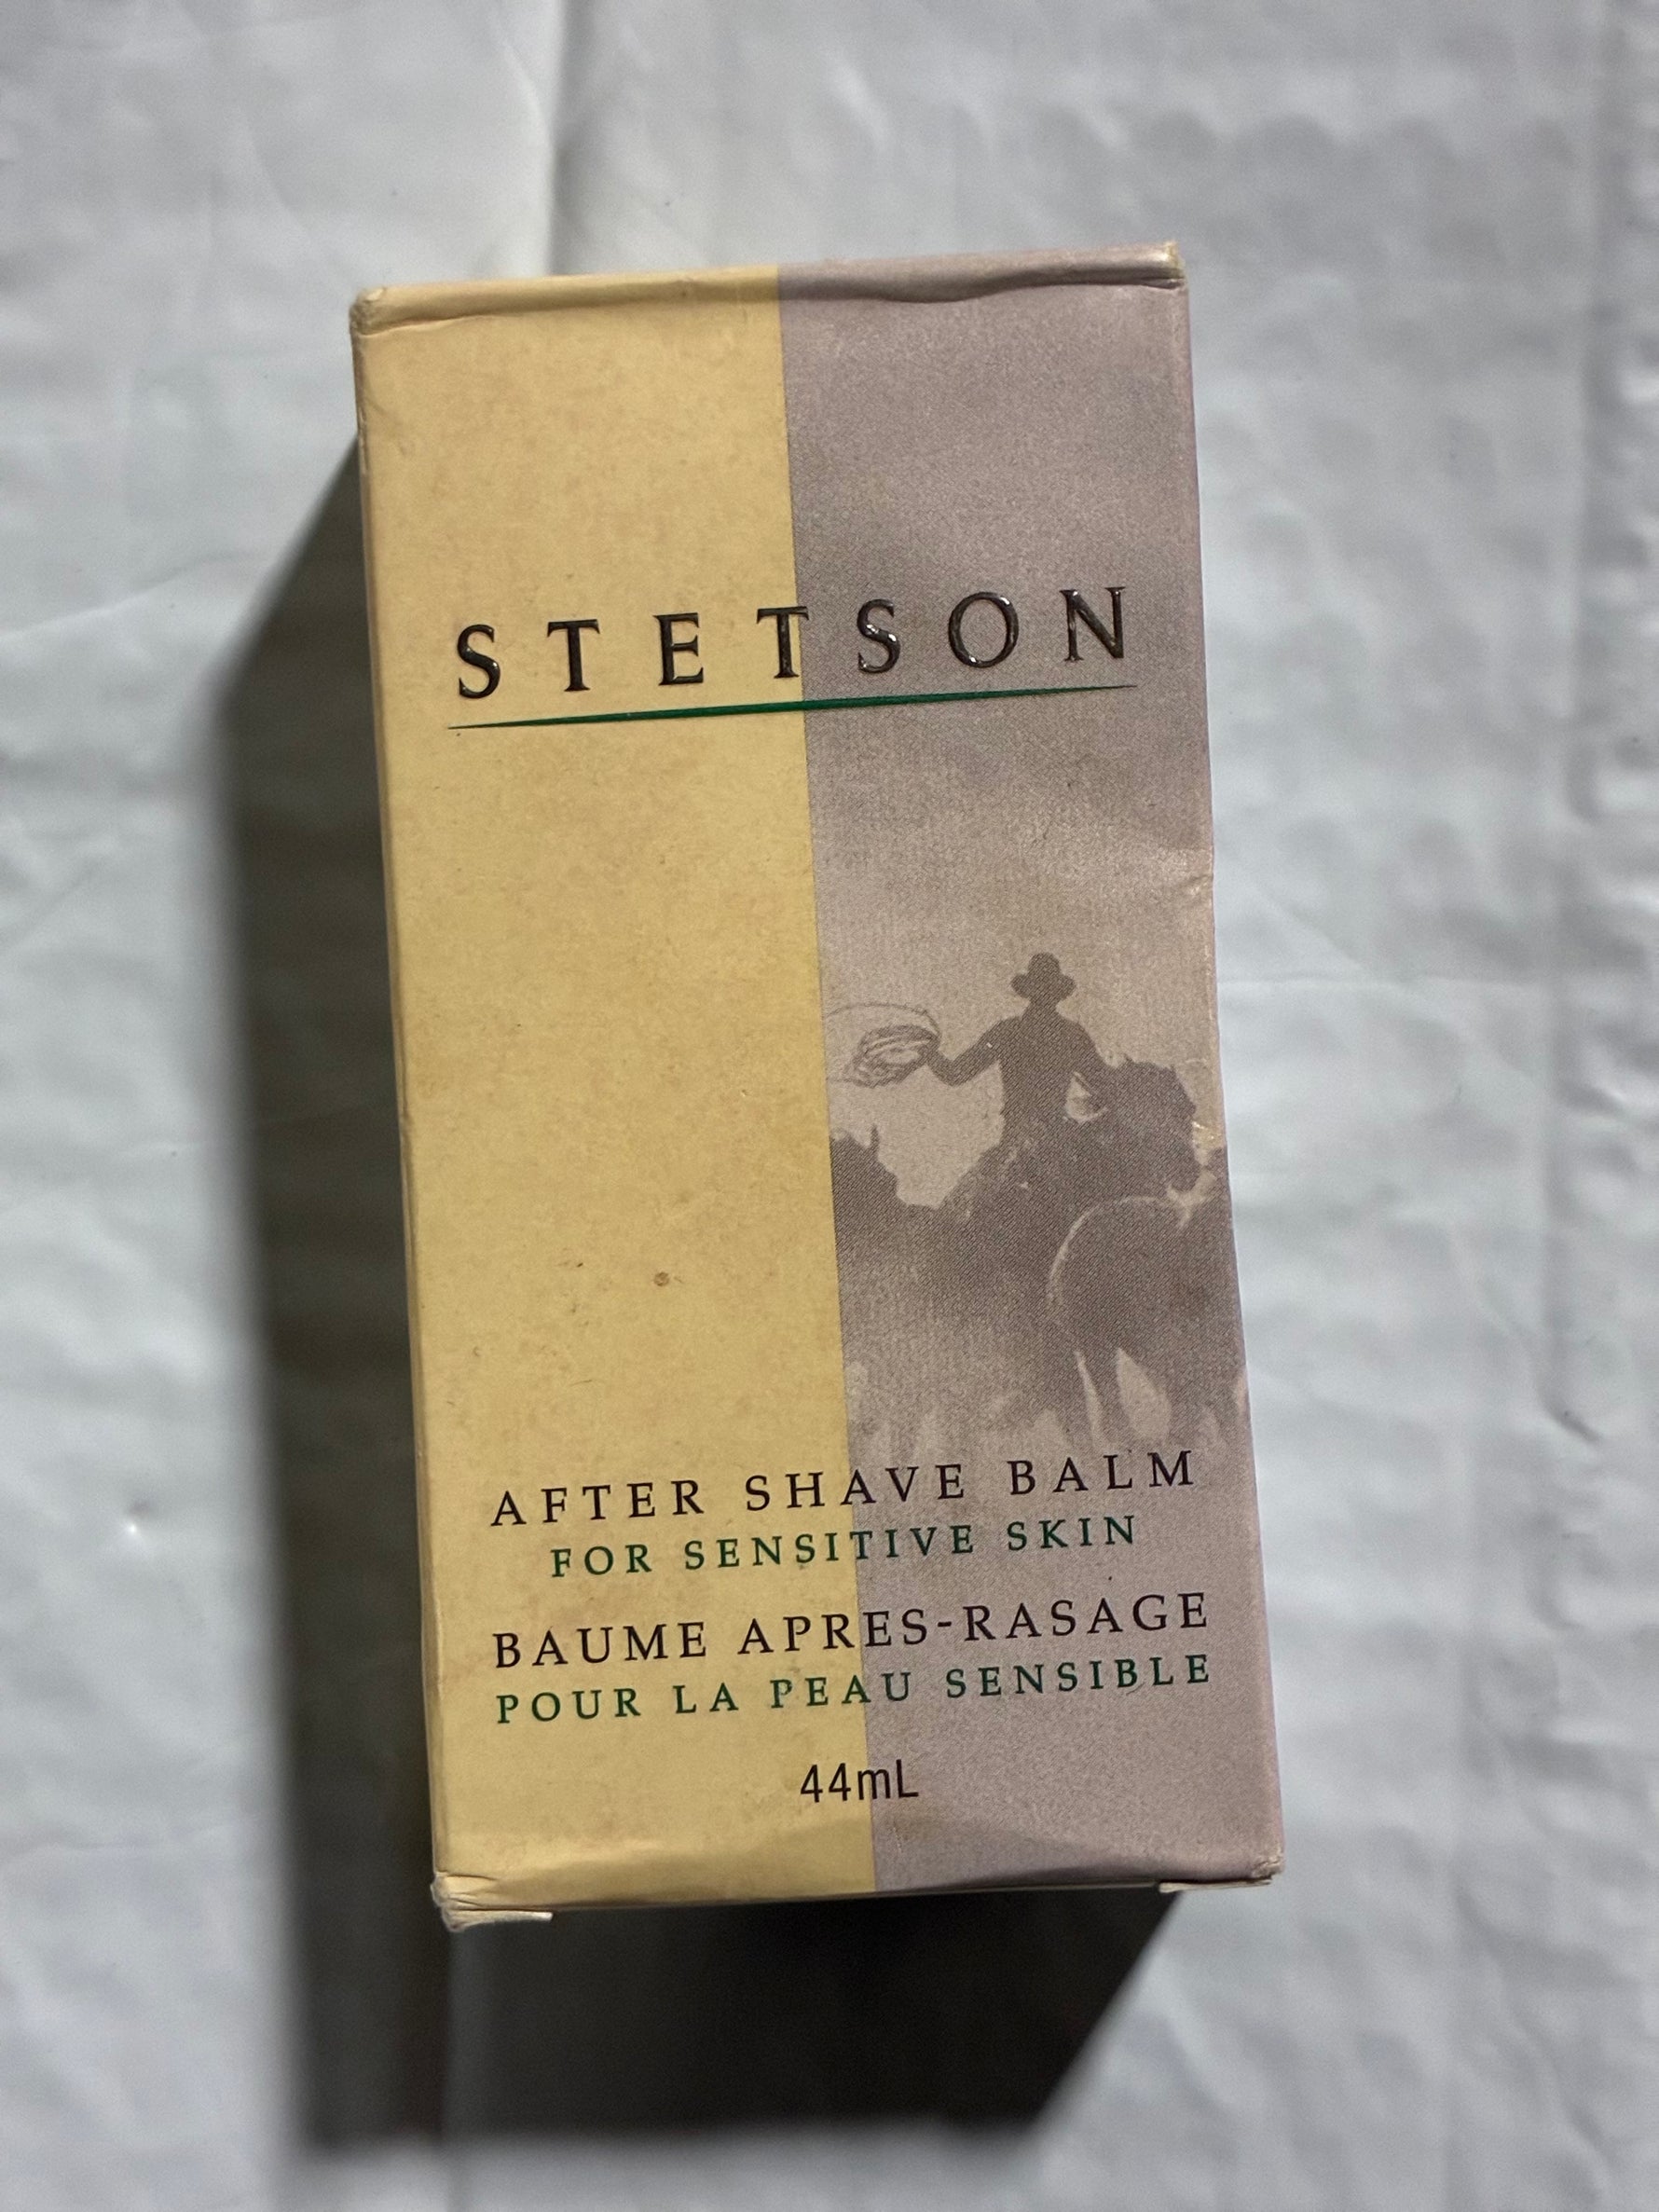 STETSON
AFTER SHAVE BALM
FOR SENSITIVE SKIN
BAUME APRES-RASAGE
POUR LA PEAU SENSIBLE
44mL